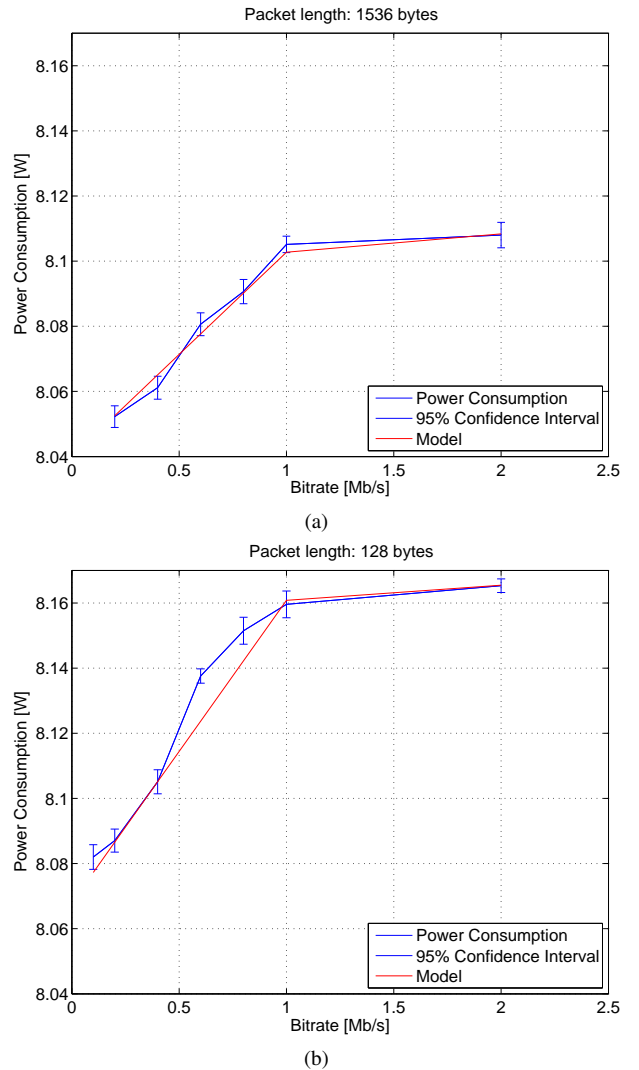 Packet length: 1536 bytes
8.16
8.14
8.12
8.1
8.08
8.06
8.04
Power Consumption [W]
Power Consumption
95% Confidence Interval
Model
0 0.5 1 1.5 2 2.5
Bitrate [Mb/s]
(a)
Packet length: 128 bytes
8.16
8.14
8.12
8.1
8.08
8.06
8.04
Power Consumption [W]
Power Consumption
95% Confidence Interval
Model
0 0.5 1 1.5 2 2.5
Bitrate [Mb/s]
(b)